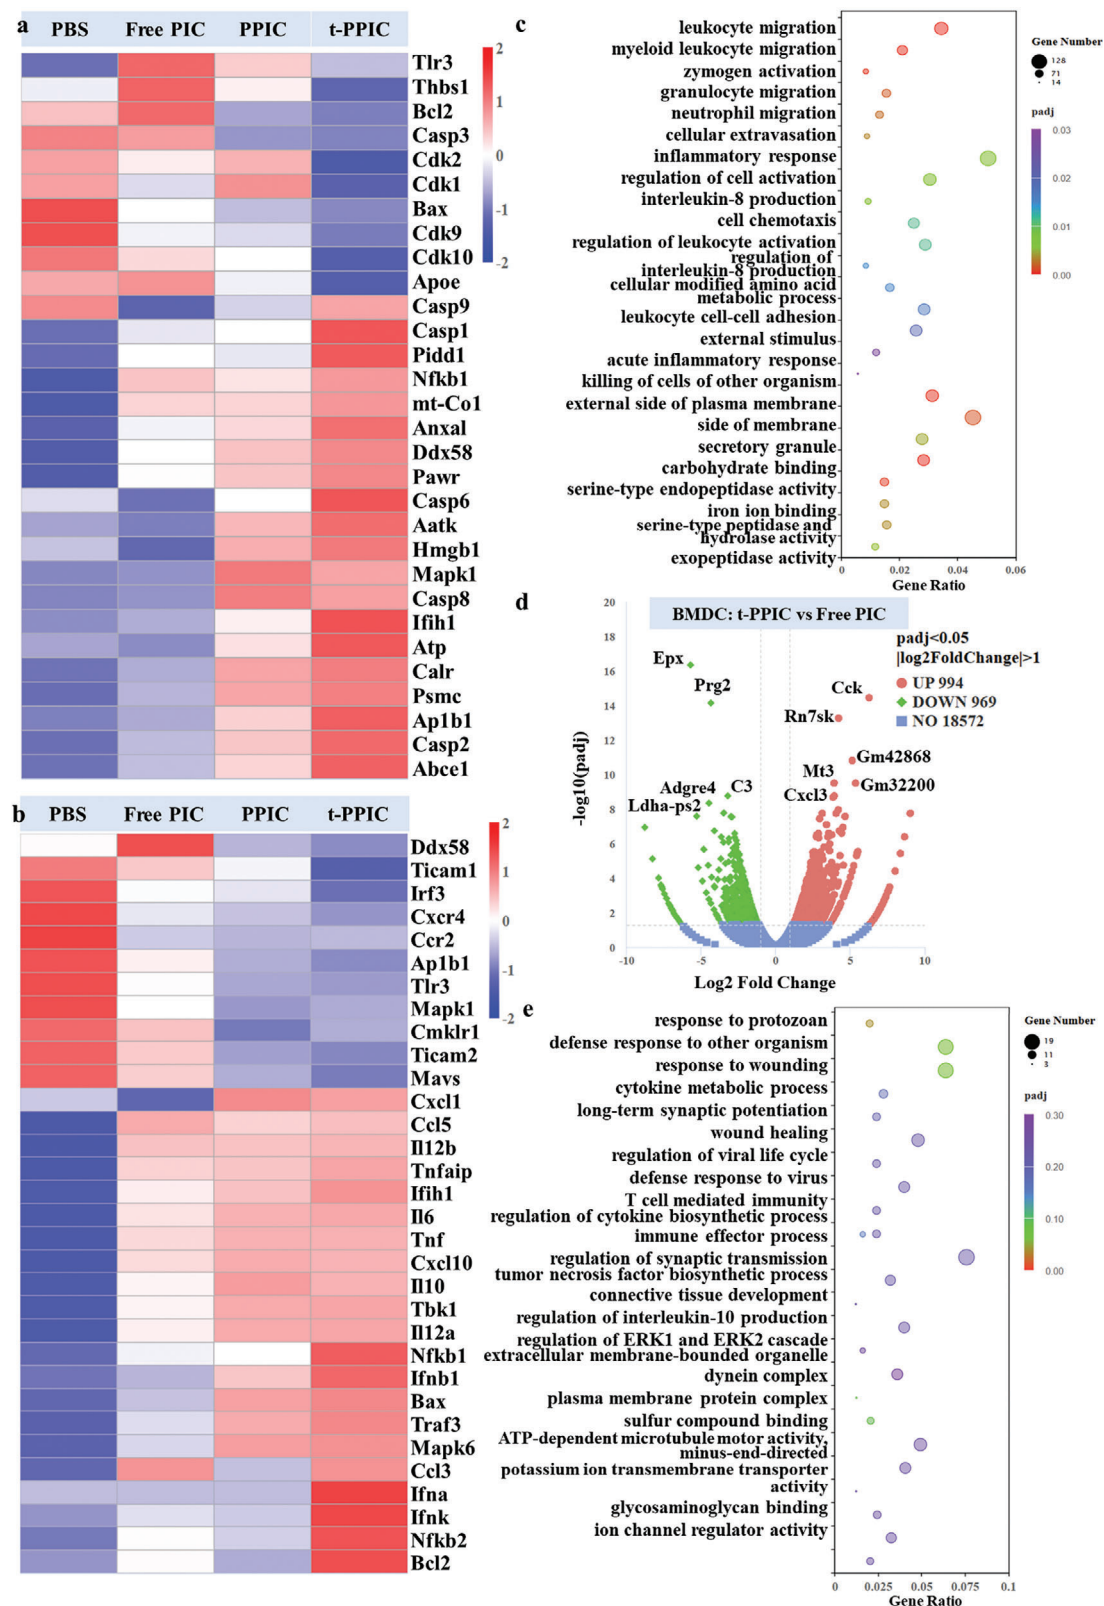 a
PBS Free PIC PPIC t-PPIC
Tlr3
Thbs1
Bcl2
Casp3
Cdk2
Cdk1
Bax
Cdk9
Cdk10
Apoe
Casp9
Casp1
Pidd1
Nfkb1
mt-Co1
Anxal
Ddx58
Pawr
Casp6
Aatk
Hmgb1
Mapk1
Casp8
Ifih1
Atp
Calr
Psmc
Ap1b1
Casp2
Abce1
2
1
0
-1
-2
b
PBS Free PIC PPIC t-PPIC
Ddx58
Ticam1
Irf3
Cxcr4
Ccr2
Ap1b1
Tlr3
Mapk1
Cmklr1
Ticam2
Mavs
Cxcl1
Ccl5
Il12b
Tnfaip
Ifih1
Il6
Tnf
Cxcl10
Il10
Tbk1
Il12a
Nfkb1
Ifnb1
Bax
Traf3
Mapk6
Ccl3
Ifna
Ifnk
Nfkb2
Bcl2
2
1
0
-1
-2
c
leukocyte migration
myeloid leukocyte migration
zymogen activation
granulocyte migration
neutrophil migration
cellular extravasation
inflammatory response
regulation of cell activation
interleukin-8 production
cell chemotaxis
regulation of leukocyte activation
regulation of
interleukin-8 production
cellular modified amino acid
metabolic process
leukocyte cell-cell adhesion
external stimulus
acute inflammatory response
killing of cells of other organism
external side of plasma membrane
side of membrane
secretory granule
carbohydrate binding
serine-type endopeptidase activity
iron ion binding
serine-type peptidase and
hydrolase activity
exopeptidase activity
0 0.02 0.04 0.06
Gene Ratio
Gene Number
128
71
14
padj
0.03
0.02
0.01
0.00
d
BMDC: t-PPIC vs Free PIC
padj<0.05
|log2FoldChange|>1
UP 994
DOWN 969
NO 18572
Epx
Prg2
Cck
Rn7sk
Gm42868
Mt3
Gm32200
Cxcl3
C3
Adgre4
Ldha-ps2
-log10(padj)
20
18
16
14
12
10
8
6
4
2
0
-10 -5 0 5 10
Log2 Fold Change
e
response to protozoan
defense response to other organism
response to wounding
cytokine metabolic process
long-term synaptic potentiation
wound healing
regulation of viral life cycle
defense response to virus
T cell mediated immunity
regulation of cytokine biosynthetic process
immune effector process
regulation of synaptic transmission
tumor necrosis factor biosynthetic process
connective tissue development
regulation of interleukin-10 production
regulation of ERK1 and ERK2 cascade
extracellular membrane-bounded organelle
dynein complex
plasma membrane protein complex
sulfur compound binding
ATP-dependent microtubule motor activity,
minus-end-directed
potassium ion transmembrane transporter
activity
glycosaminoglycan binding
ion channel regulator activity
0 0.025 0.05 0.075 0.1
Gene Ratio
Gene Number
19
11
3
padj
0.30
0.20
0.10
0.00